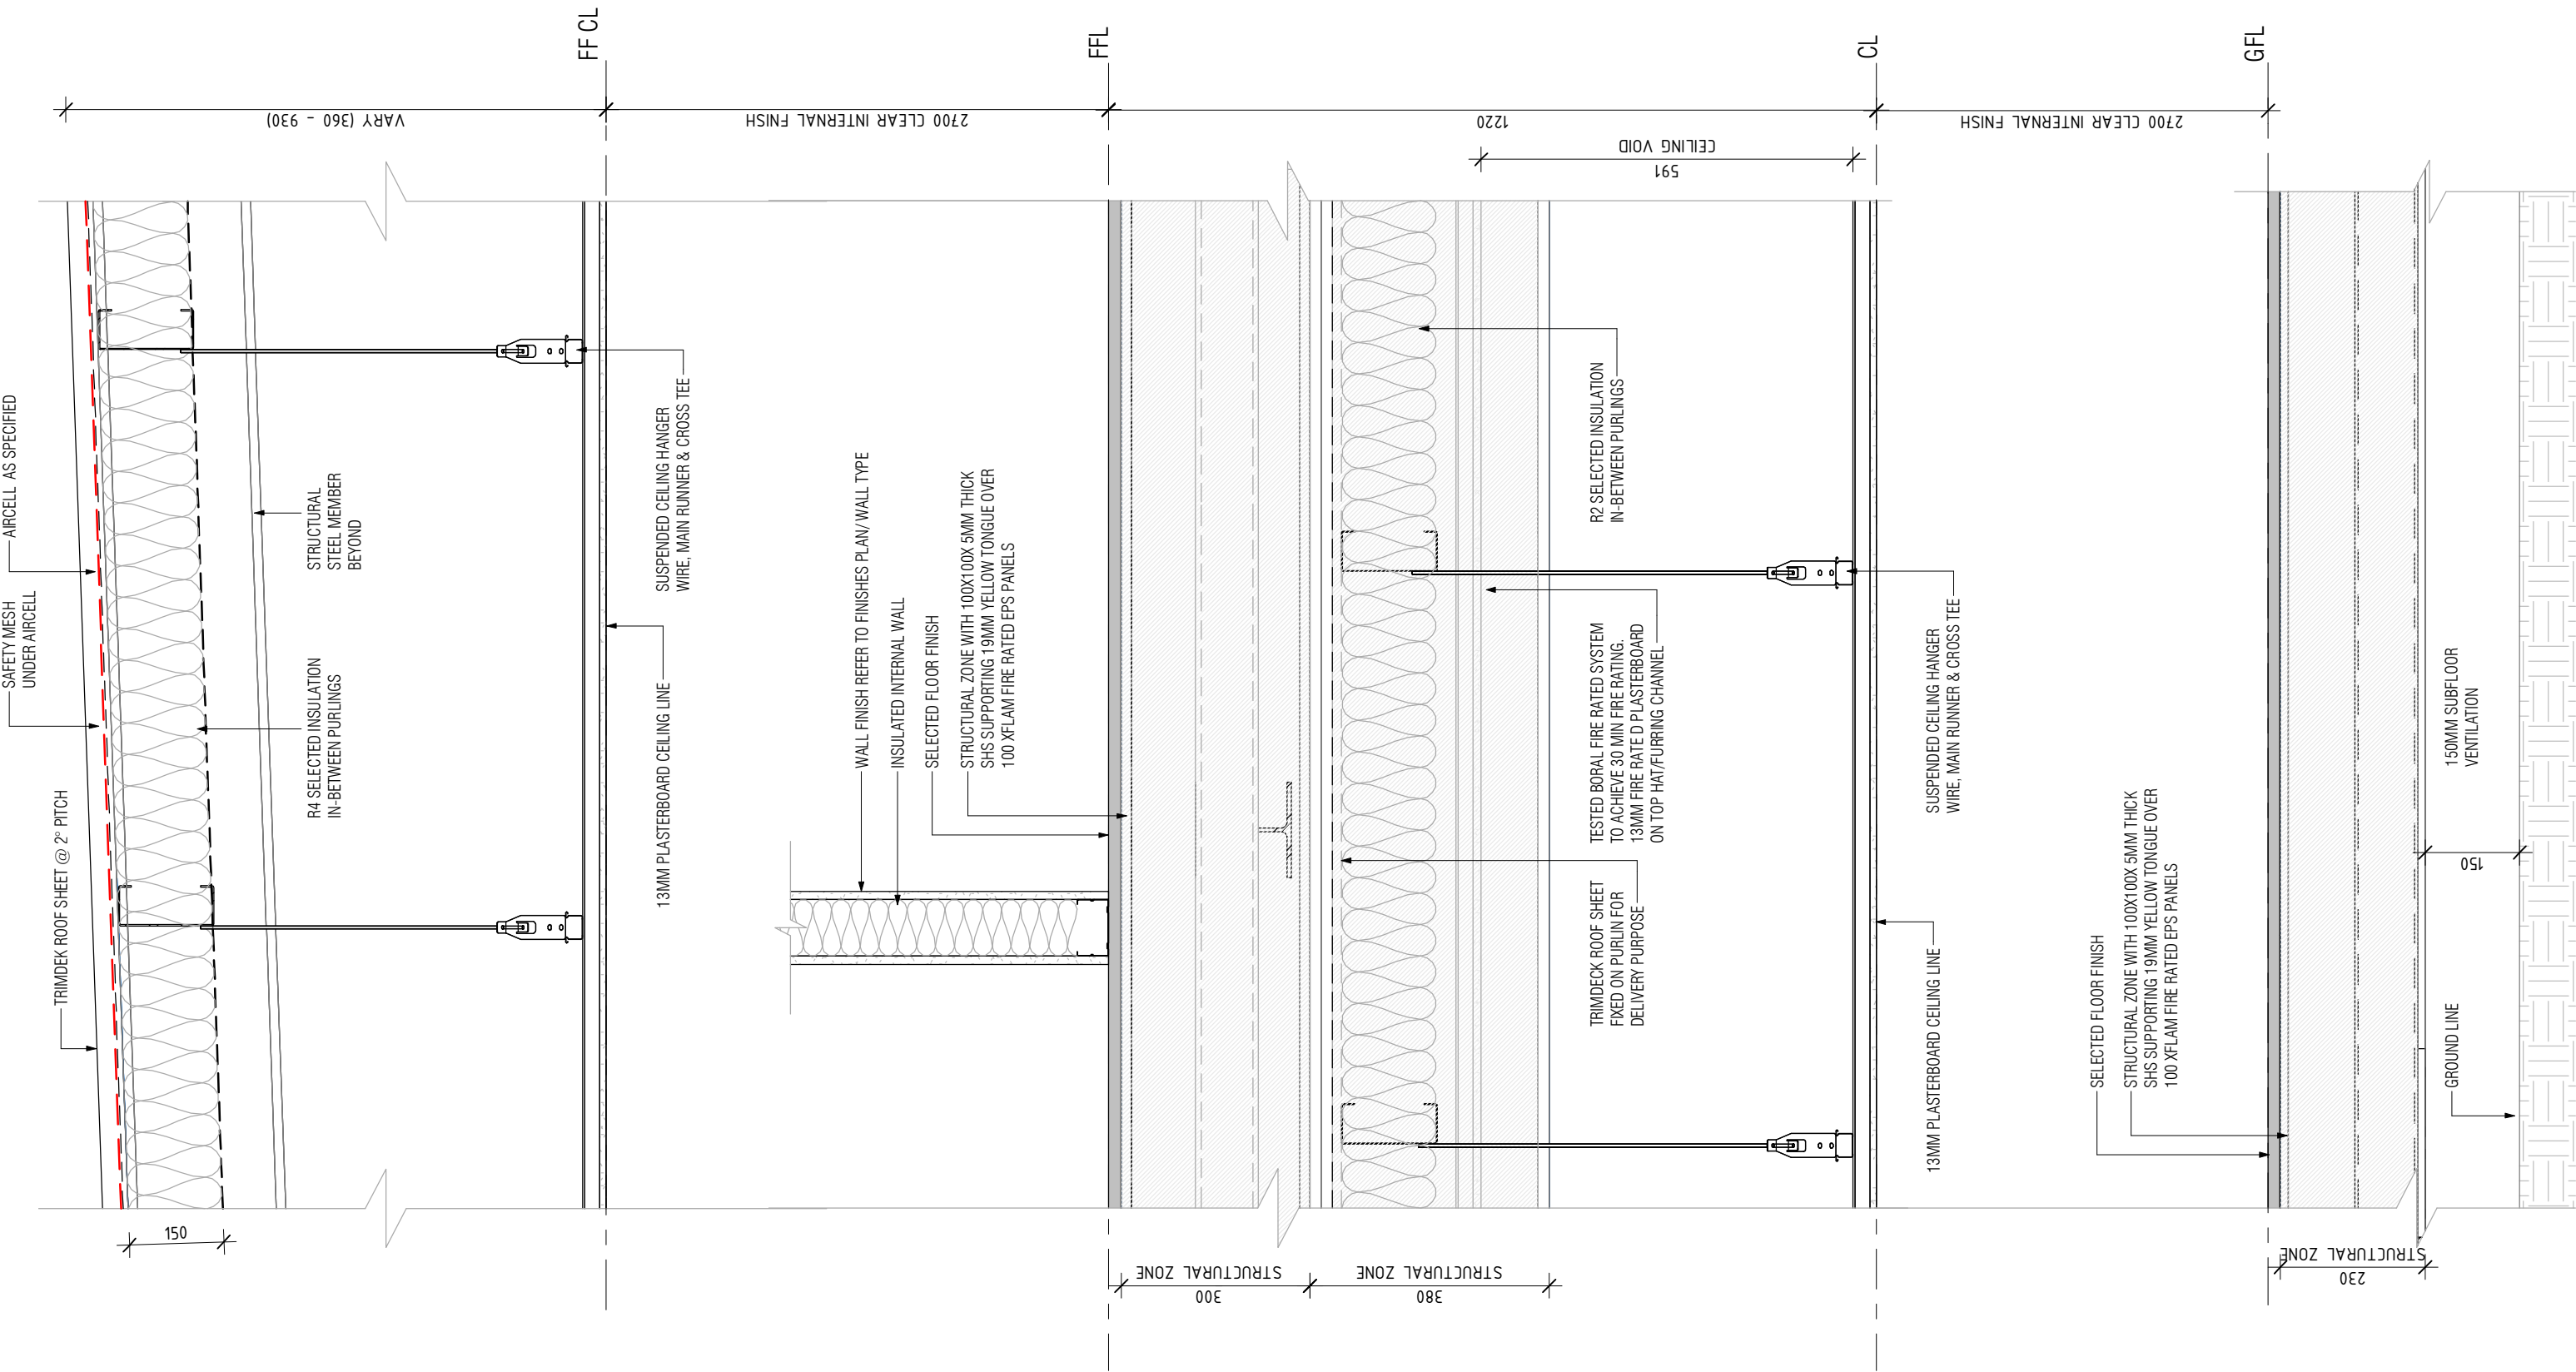 FF CL
FFL
CL
GFL
VARY (360 - 930)
2700 CLEAR INTERNAL FINISH
1220
2700 CLEAR INTERNAL FINISH
CEILING VOID
591
AIRCELL AS SPECIFIED
SAFETY MESH
UNDER AIRCELL
TRIMDEK ROOF SHEET @ 2° PITCH
STRUCTURAL
STEEL MEMBER
BEYOND
R4 SELECTED INSULATION
IN-BETWEEN PURLINGS
SUSPENDED CEILING HANGER
WIRE, MAIN RUNNER & CROSS TEE
13MM PLASTERBOARD CEILING LINE
WALL FINISH REFER TO FINISHES PLAN/ WALL TYPE
INSULATED INTERNAL WALL
SELECTED FLOOR FINISH
STRUCTURAL ZONE WITH 100X100X 5MM THICK
SHS SUPPORTING 19MM YELLOW TONGUE OVER
100 XFLAM FIRE RATED EPS PANELS
R2 SELECTED INSULATION
IN-BETWEEN PURLINGS
TESTED BORAL FIRE RATED SYSTEM
TO ACHIEVE 30 MIN FIRE RATING.
13MM FIRE RATE D PLASTERBOARD
ON TOP HAT/FURRING CHANNEL
TRIMDECK ROOF SHEET
FIXED ON PURLIN FOR
DELIVERY PURPOSE
SUSPENDED CEILING HANGER
WIRE, MAIN RUNNER & CROSS TEE
13MM PLASTERBOARD CEILING LINE
SELECTED FLOOR FINISH
STRUCTURAL ZONE WITH 100X100X 5MM THICK
SHS SUPPORTING 19MM YELLOW TONGUE OVER
100 XFLAM FIRE RATED EPS PANELS
150MM SUBFLOOR
VENTILATION
GROUND LINE
150
150
STRUCTURAL ZONE
300
STRUCTURAL ZONE
380
STRUCTURAL ZONE
230